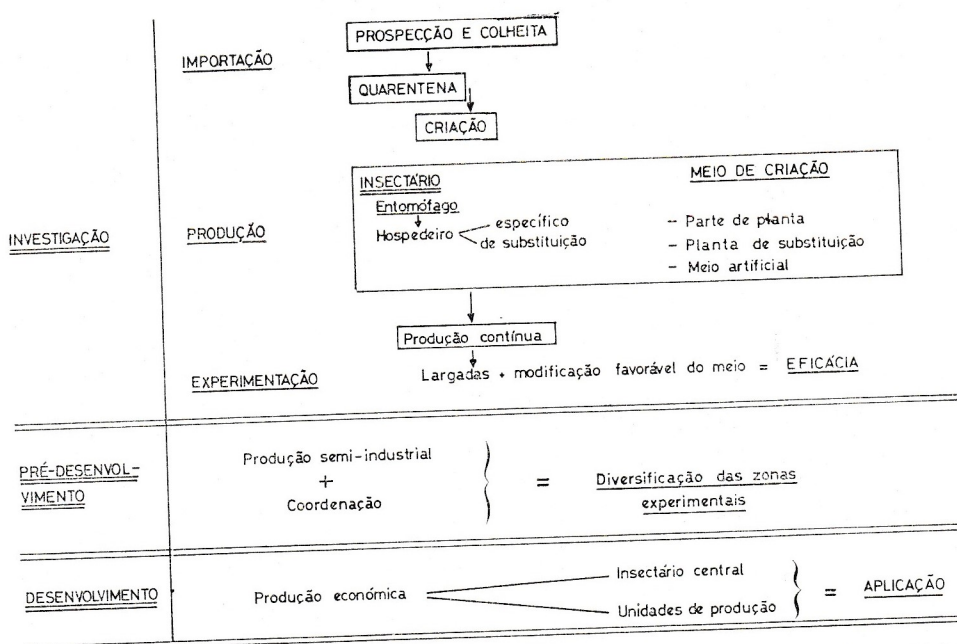 PROSPECÇÃO E COLHEITA
IMPORTAÇÃO
QUARENTENA
CRIAÇÃO
INSECTÁRIO
MEIO DE CRIAÇÃO
Entomófago
Hospedeiro
específico
de substituição
- Parte de planta
- Planta de substituição
- Meio artificial
INVESTIGAÇÃO
PRODUÇÃO
Produção contínua
EXPERIMENTAÇÃO
Largadas + modificação favorável do meio = EFICÁCIA
PRÉ-DESENVOL-
VIMENTO
Produção semi-industrial
+
Coordenação
=
Diversificação das zonas
experimentais
DESENVOLVIMENTO
Produção económica
Insectário central
Unidades de produção
= APLICAÇÃO